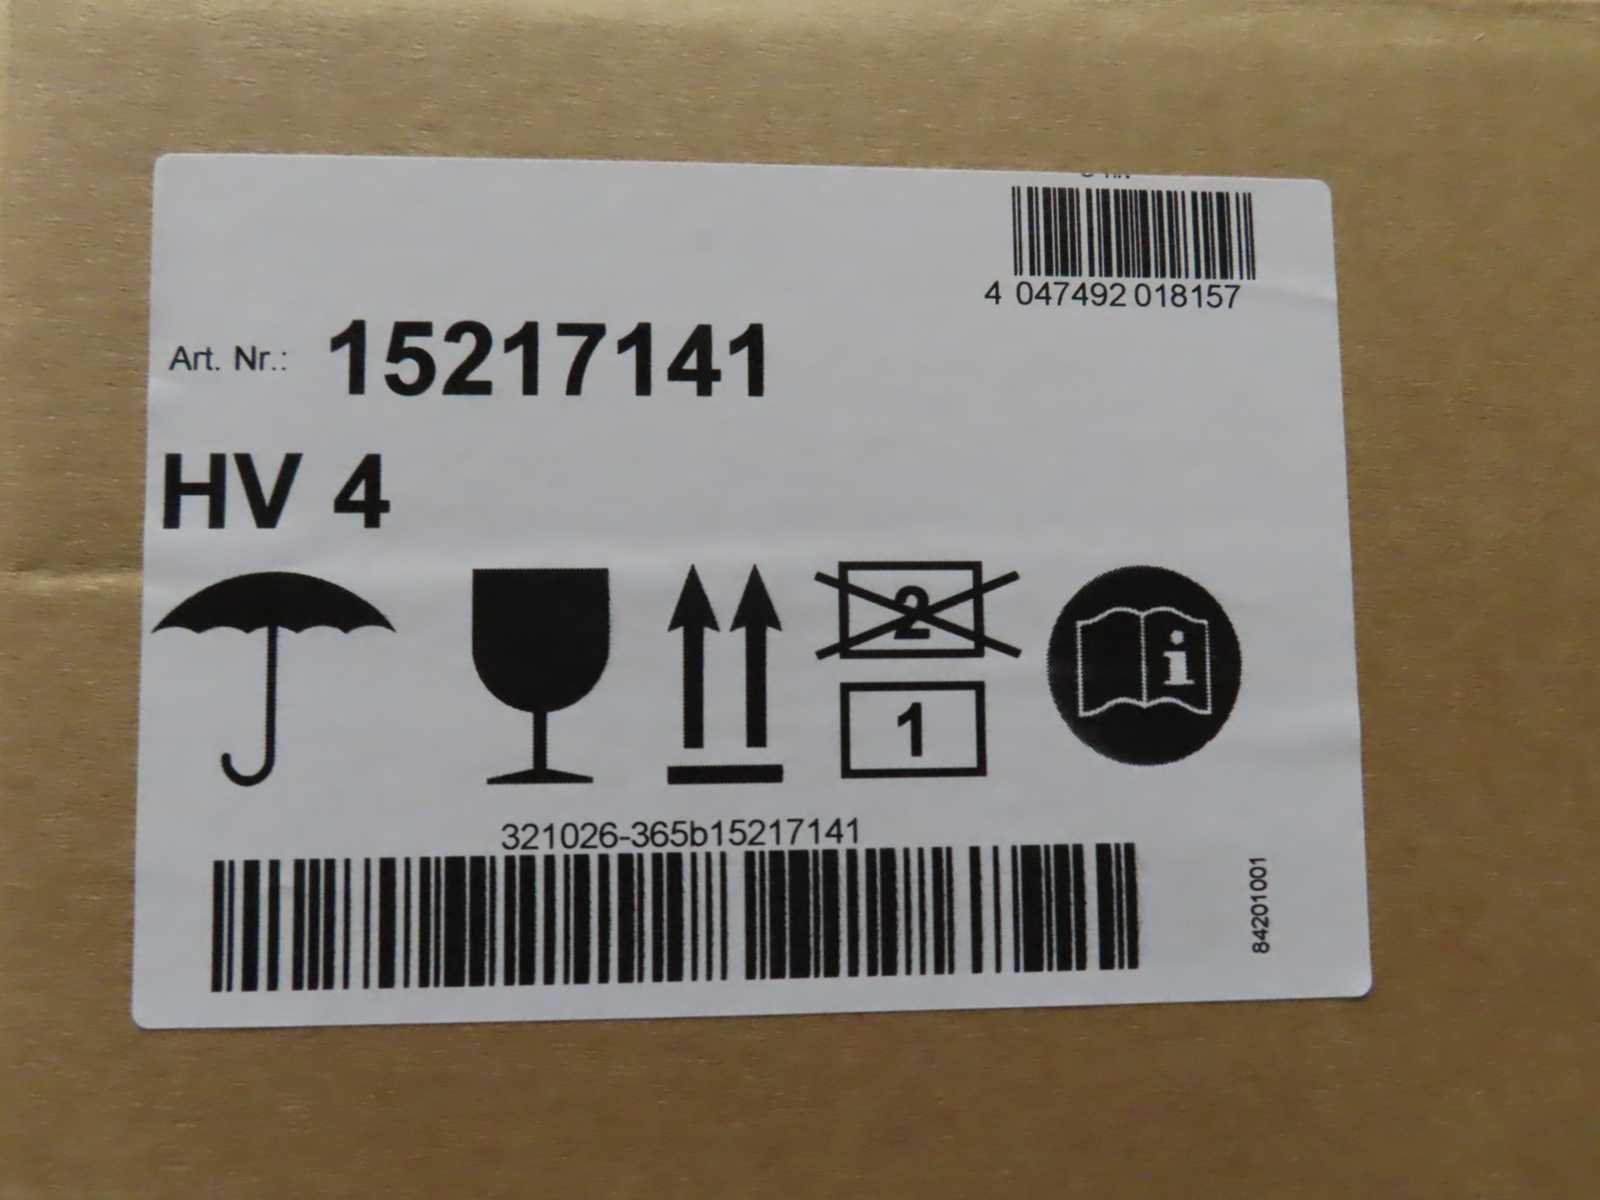 4 047492 018157
Art. Nr.: 15217141
HV 4
2
1
i
321026-365b15217141
84201001